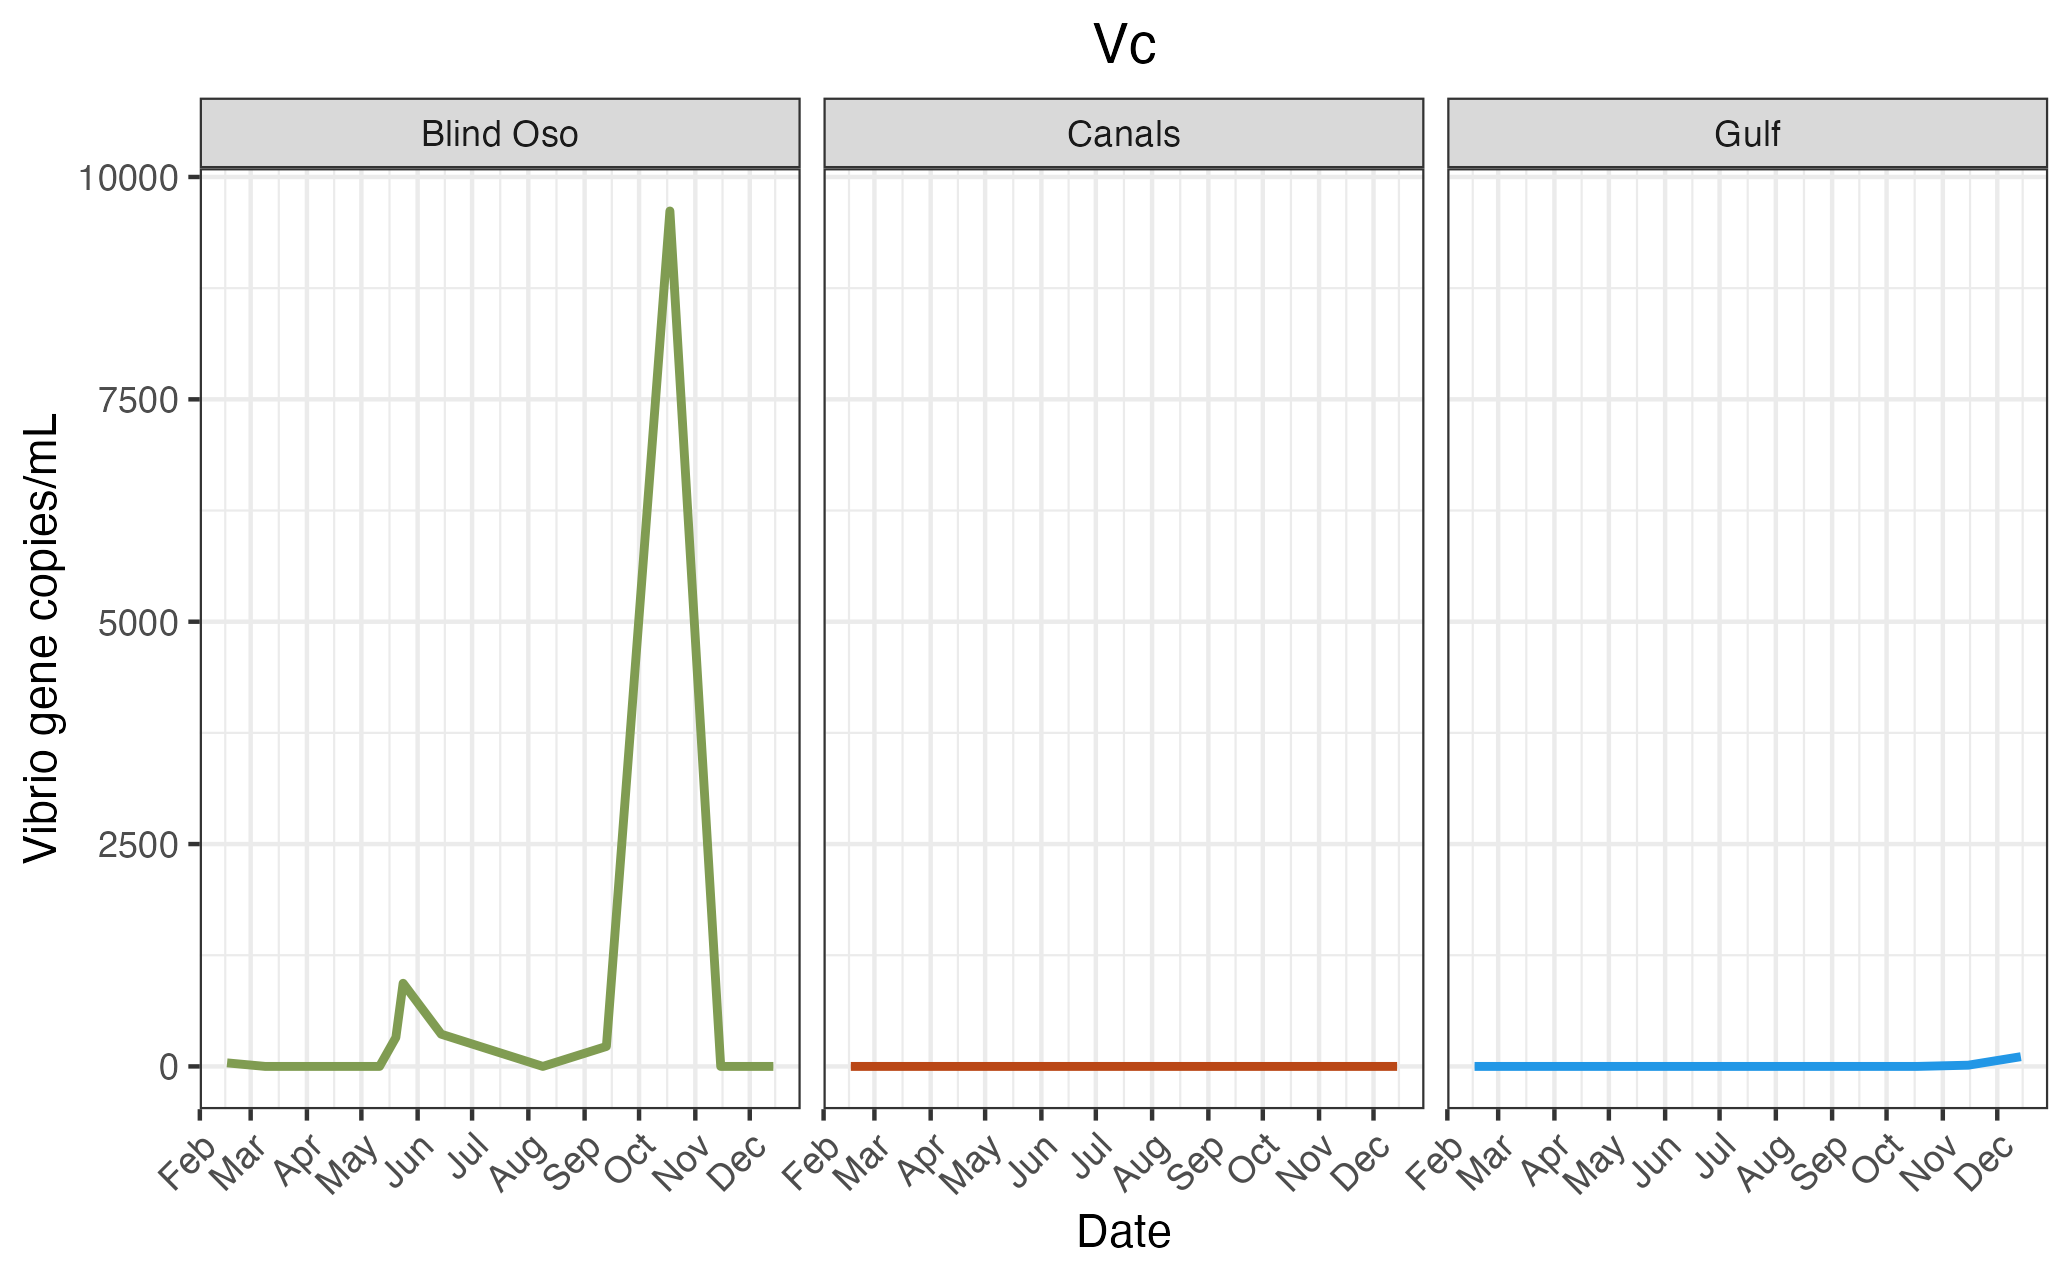 Vc
Blind Oso Canals Gulf
Vibrio gene copies/mL
10000
7500
5000
2500
0
Feb Mar Apr May Jun Jul Aug Sep Oct Nov Dec Feb Mar Apr May Jun Jul Aug Sep Oct Nov Dec Feb Mar Apr May Jun Jul Aug Sep Oct Nov Dec
Date